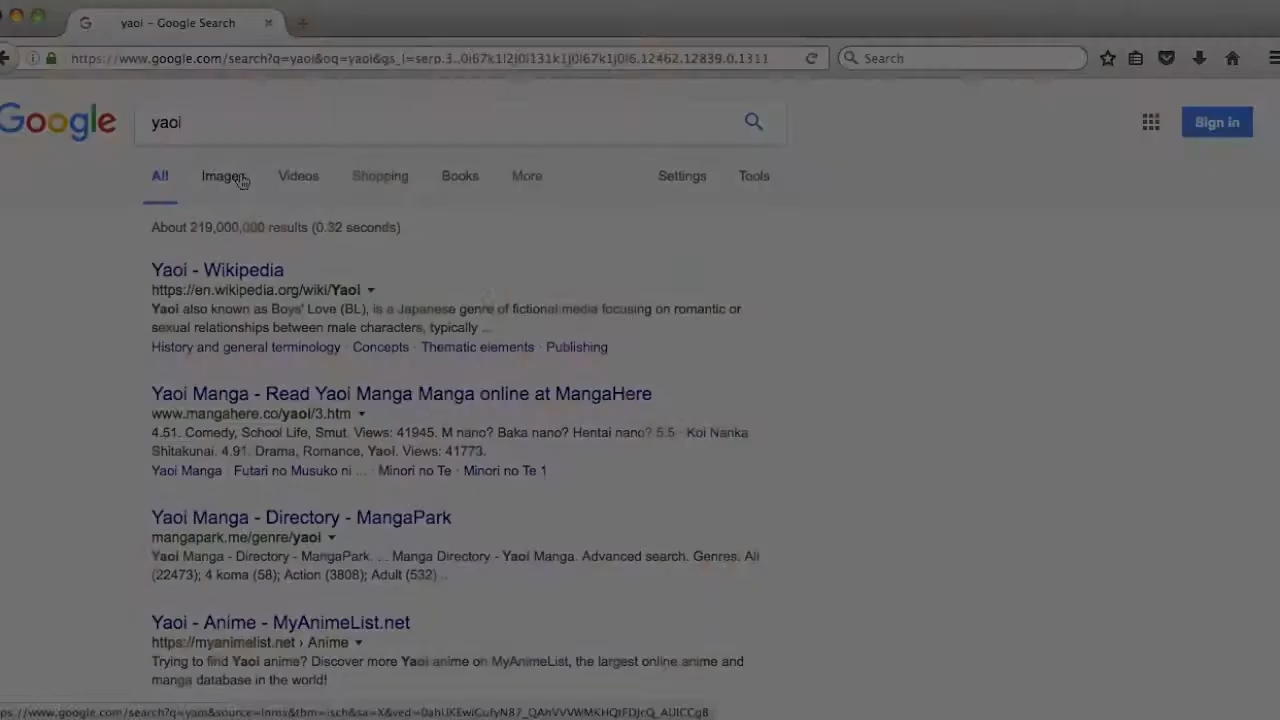 yaoi - Google Search
https://www.google.com/search?q=yaoi&oq=yaoi&gs_l=serp.3..0i67k1l2j0i131k1j0i67k1j0l6.12462.12839.0.1311
Search
Google
yaoi
Sign in
All Images Videos Shopping Books More Settings Tools
About 219,000,000 results (0.32 seconds)
Yaoi - Wikipedia
https://en.wikipedia.org/wiki/Yaoi
Yaoi also known as Boys' Love (BL), is a Japanese genre of fictional media focusing on romantic or
sexual relationships between male characters, typically ...
History and general terminology · Concepts · Thematic elements · Publishing
Yaoi Manga - Read Yaoi Manga Manga online at MangaHere
www.mangahere.co/yaoi/3.htm
4.51. Comedy, School Life, Smut. Views: 41945. M nano? Baka nano? Hentai nano? 5.5 · Koi Nanka
Shitakunai. 4.91. Drama, Romance, Yaoi. Views: 41773.
Yaoi Manga · Futari no Musuko ni ... · Minori no Te · Minori no Te 1
Yaoi Manga - Directory - MangaPark
mangapark.me/genre/yaoi
Yaoi Manga - Directory - MangaPark. ... Manga Directory - Yaoi Manga. Advanced search. Genres. All
(22473); 4 koma (58); Action (3808); Adult (532) ...
Yaoi - Anime - MyAnimeList.net
https://myanimelist.net › Anime
Trying to find Yaoi anime? Discover more Yaoi anime on MyAnimeList, the largest online anime and
manga database in the world!